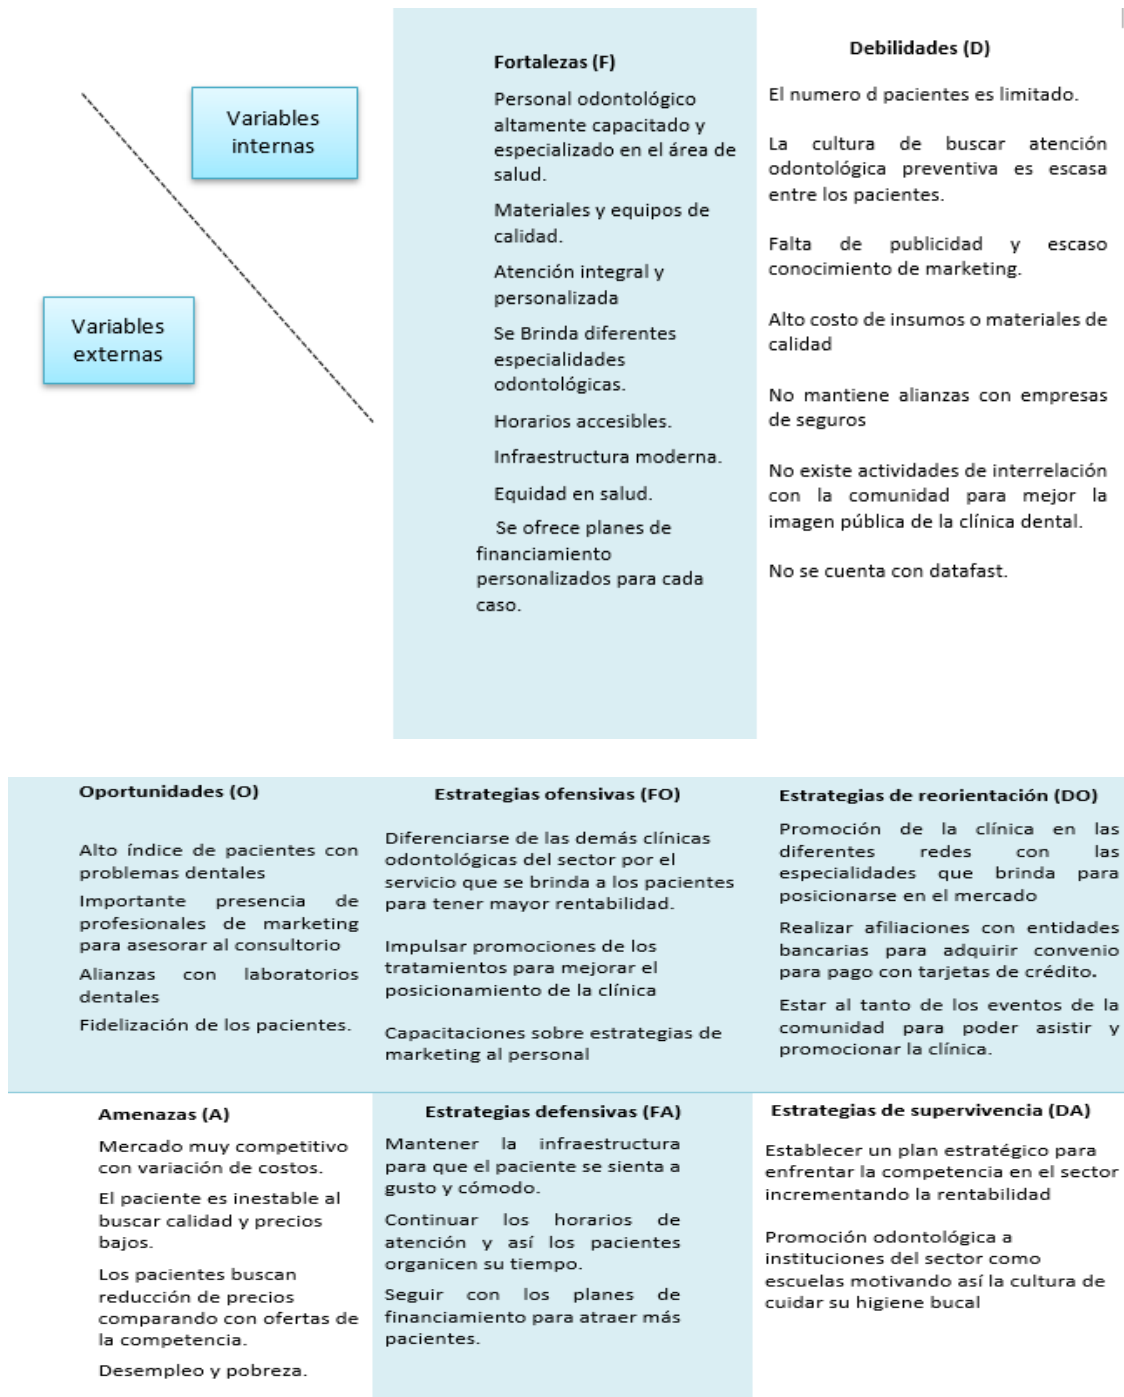 Variables
internas
Variables
externas
Fortalezas (F)
Personal odontológico
altamente capacitado y
especializado en el área de
salud.
Materiales y equipos de
calidad.
Atención integral y
personalizada
Se Brinda diferentes
especialidades
odontológicas.
Horarios accesibles.
Infraestructura moderna.
Equidad en salud.
Se ofrece planes de
financiamiento
personalizados para cada
caso.
Debilidades (D)
El numero d pacientes es limitado.
La cultura de buscar atención
odontológica preventiva es escasa
entre los pacientes.
Falta de publicidad y escaso
conocimiento de marketing.
Alto costo de insumos o materiales de
calidad
No mantiene alianzas con empresas
de seguros
No existe actividades de interrelación
con la comunidad para mejor la
imagen pública de la clínica dental.
No se cuenta con datafast.
Oportunidades (O)
Alto índice de pacientes con
problemas dentales
Importante presencia de
profesionales de marketing
para asesorar al consultorio
Alianzas con laboratorios
dentales
Fidelización de los pacientes.
Estrategias ofensivas (FO)
Diferenciarse de las demás clínicas
odontológicas del sector por el
servicio que se brinda a los pacientes
para tener mayor rentabilidad.
Impulsar promociones de los
tratamientos para mejorar el
posicionamiento de la clínica
Capacitaciones sobre estrategias de
marketing al personal
Estrategias de reorientación (DO)
Promoción de la clínica en las
diferentes redes con las
especialidades que brinda para
posicionarse en el mercado
Realizar afiliaciones con entidades
bancarias para adquirir convenio
para pago con tarjetas de crédito.
Estar al tanto de los eventos de la
comunidad para poder asistir y
promocionar la clínica.
Amenazas (A)
Mercado muy competitivo
con variación de costos.
El paciente es inestable al
buscar calidad y precios
bajos.
Los pacientes buscan
reducción de precios
comparando con ofertas de
la competencia.
Desempleo y pobreza.
Estrategias defensivas (FA)
Mantener la infraestructura
para que el paciente se sienta a
gusto y cómodo.
Continuar los horarios de
atención y así los pacientes
organicen su tiempo.
Seguir con los planes de
financiamiento para atraer más
pacientes.
Estrategias de supervivencia (DA)
Establecer un plan estratégico para
enfrentar la competencia en el sector
incrementando la rentabilidad
Promoción odontológica a
instituciones del sector como
escuelas motivando así la cultura de
cuidar su higiene bucal